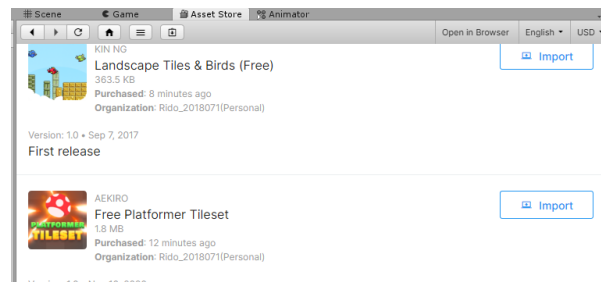 Scene Game Asset Store Animator
Open in Browser English USD
KIN NG
Landscape Tiles & Birds (Free)
Import
363.5 KB
Purchased: 8 minutes ago
Organization: Rido_2018071(Personal)
Version: 1.0 • Sep 7, 2017
First release
AEKIRO
Free Platformer Tileset
Import
PLATFORMER
TILESET
1.8 MB
Purchased: 12 minutes ago
Organization: Rido_2018071(Personal)